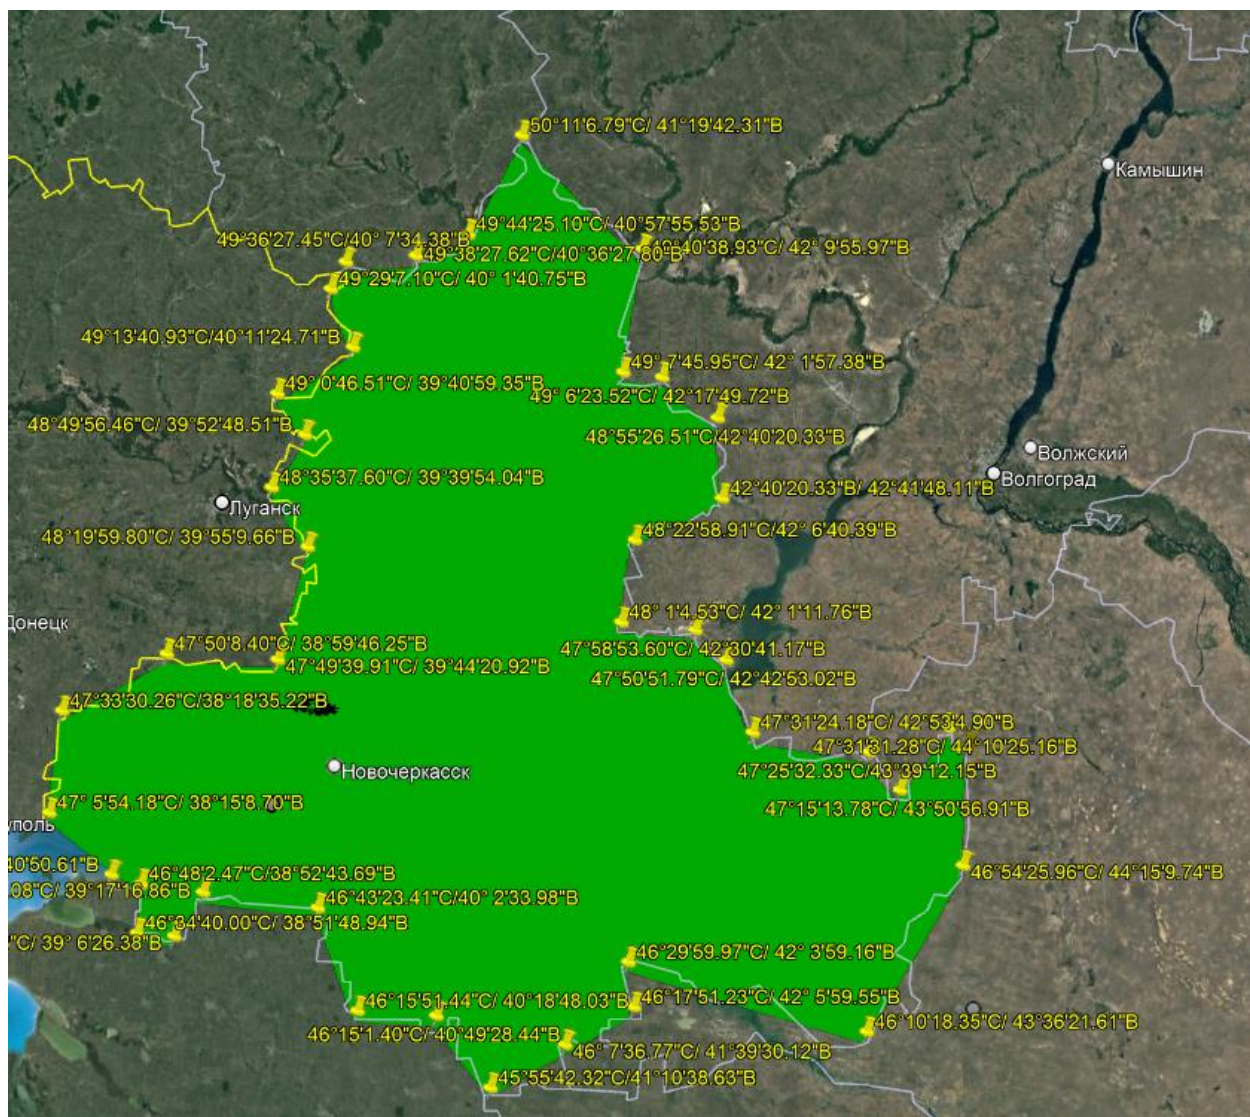 50°11'6.79"С/ 41°19'42.31"В
Камышин
49°44'25.10"С/ 40°57'55.53"В
49°36'27.45"С/40° 7'34.38"В
49°40'38.93"С/ 42° 9'55.97"В
49°38'27.62"С/40°36'27.80"В
49°29'7.10"С/ 40° 1'40.75"В
49°13'40.93"С/40°11'24.71"В
49° 7'45.95"С/ 42° 1'57.38"В
49° 0'46.51"С/ 39°40'59.35"В
49° 6'23.52"С/ 42°17'49.72"В
48°49'56.46"С/ 39°52'48.51"В
48°55'26.51"С/42°40'20.33"В
Волжский
48°35'37.60"С/ 39°39'54.04"В
Волгоград
42°40'20.33"В/ 42°41'48.11"В
Луганск
48°22'58.91"С/42° 6'40.39"В
48°19'59.80"С/ 39°55'9.66"В
48° 1'4.53"С/ 42° 1'11.76"В
Донецк
47°50'8.40"С/ 38°59'46.25"В
47°58'53.60"С/ 42°30'41.17"В
47°49'39.91"С/ 39°44'20.92"В
47°50'51.79"С/ 42°42'53.02"В
47°33'30.26"С/38°18'35.22"В
47°31'24.18"С/ 42°53'4.90"В
47°31'31.28"С/ 44°10'25.16"В
Новочеркасск
47°25'32.33"С/43°39'12.15"В
47° 5'54.18"С/ 38°15'8.70"В
47°15'13.78"С/ 43°50'56.91"В
уполь
40'50.61"В
46°48'2.47"С/38°52'43.69"В
46°54'25.96"С/ 44°15'9.74"В
.08"С/ 39°17'16.86"В
46°43'23.41"С/40° 2'33.98"В
46°34'40.00"С/ 38°51'48.94"В
"С/ 39° 6'26.38"В
46°29'59.97"С/ 42° 3'59.16"В
46°15'51.44"С/ 40°18'48.03"В
46°17'51.23"С/ 42° 5'59.55"В
46°10'18.35"С/ 43°36'21.61"В
46°15'1.40"С/ 40°49'28.44"В
46° 7'36.77"С/ 41°39'30.12"В
45°55'42.32"С/41°10'38.63"В